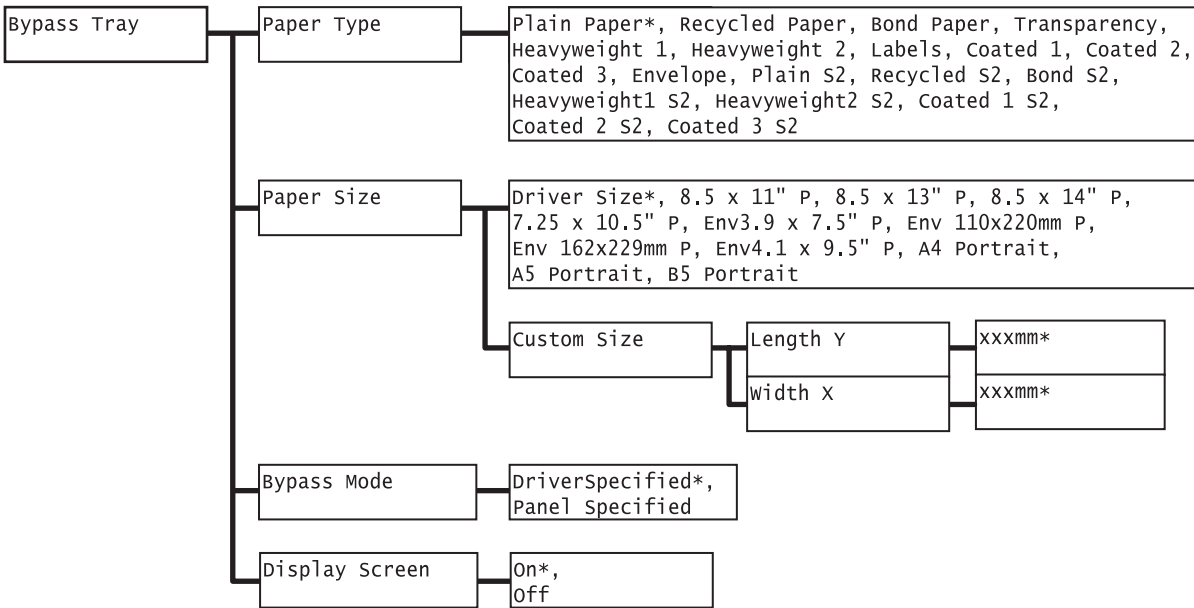 Bypass Tray
Paper Type
Plain Paper*, Recycled Paper, Bond Paper, Transparency,
Heavyweight 1, Heavyweight 2, Labels, Coated 1, Coated 2,
Coated 3, Envelope, Plain S2, Recycled S2, Bond S2,
Heavyweight1 S2, Heavyweight2 S2, Coated 1 S2,
Coated 2 S2, Coated 3 S2
Paper Size
Driver Size*, 8.5 x 11" P, 8.5 x 13" P, 8.5 x 14" P,
7.25 x 10.5" P, Env3.9 x 7.5" P, Env 110x220mm P,
Env 162x229mm P, Env4.1 x 9.5" P, A4 Portrait,
A5 Portrait, B5 Portrait
Custom Size
Length Y
xxxmm*
Width X
xxxmm*
Bypass Mode
DriverSpecified*,
Panel Specified
Display Screen
On*,
Off